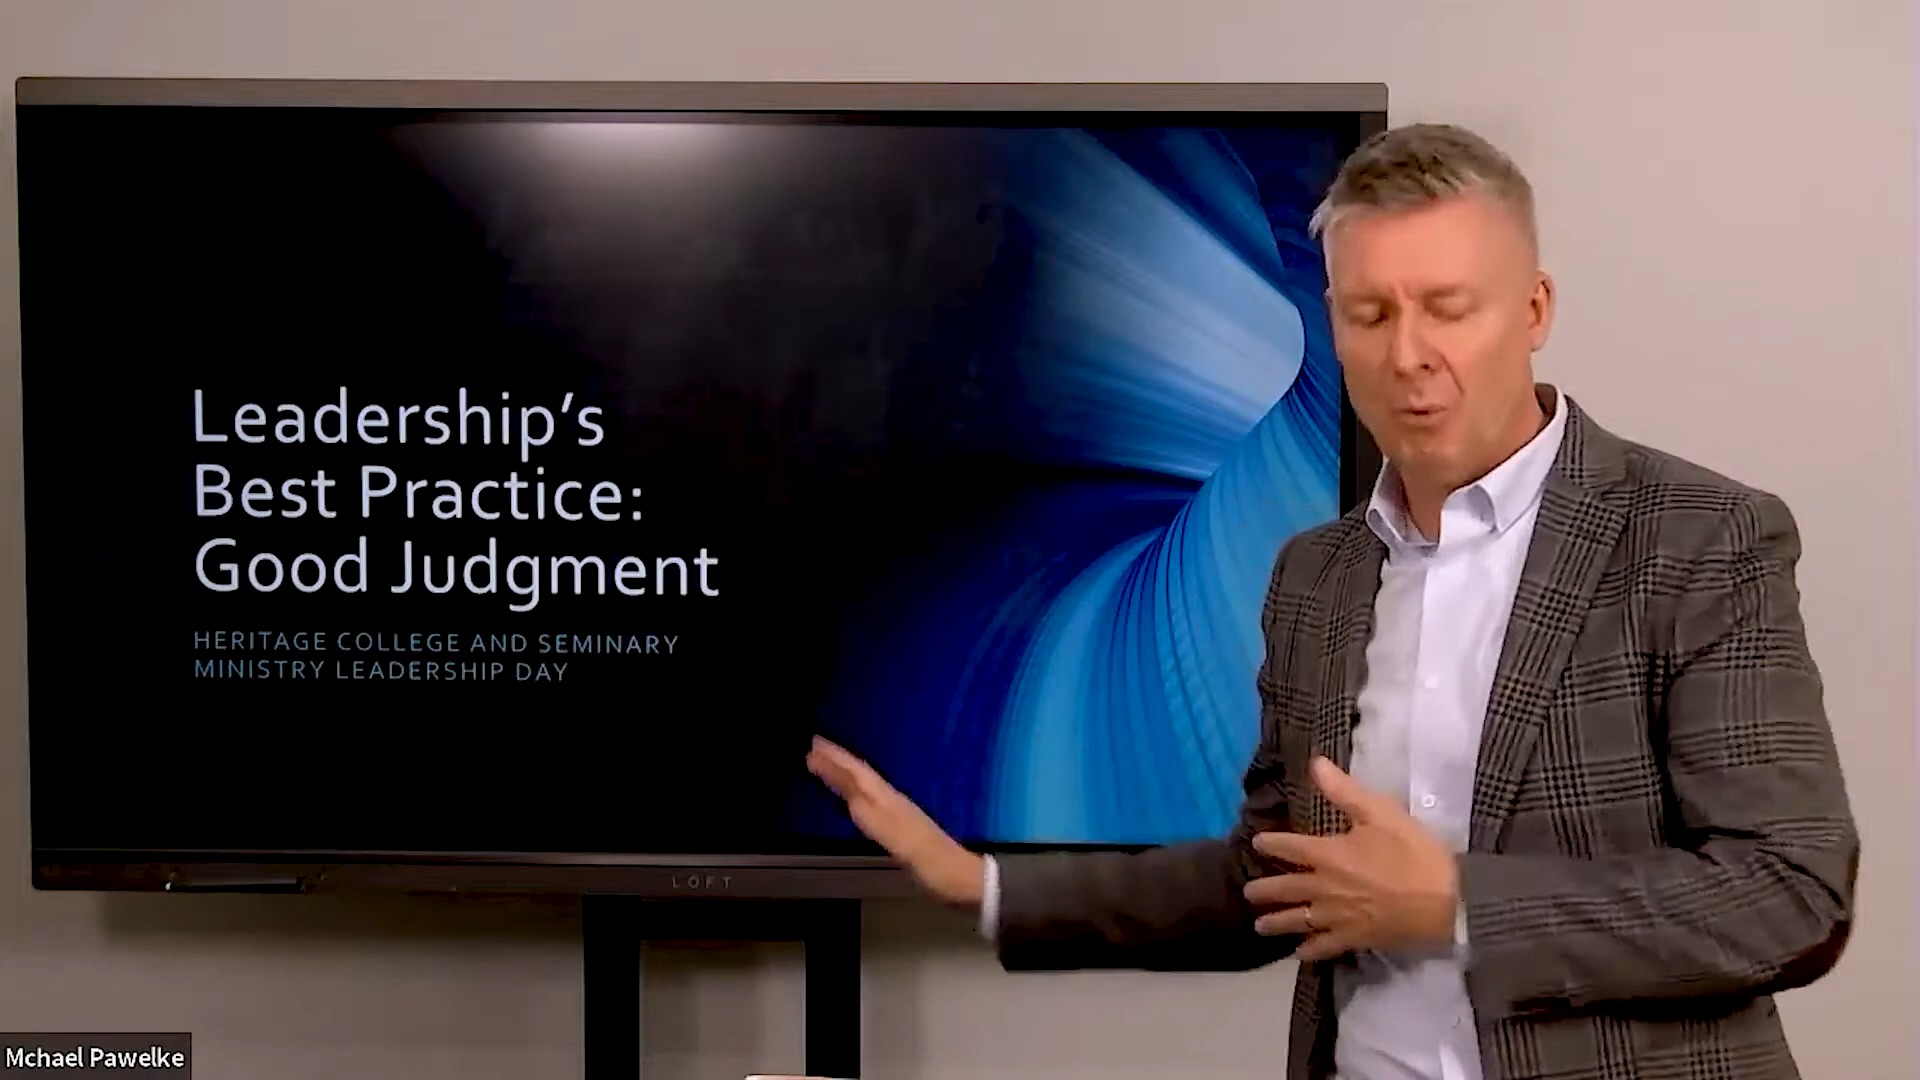 Leadership’s
Best Practice:
Good Judgment
HERITAGE COLLEGE AND SEMINARY
MINISTRY LEADERSHIP DAY
LOFT
Mchael Pawelke